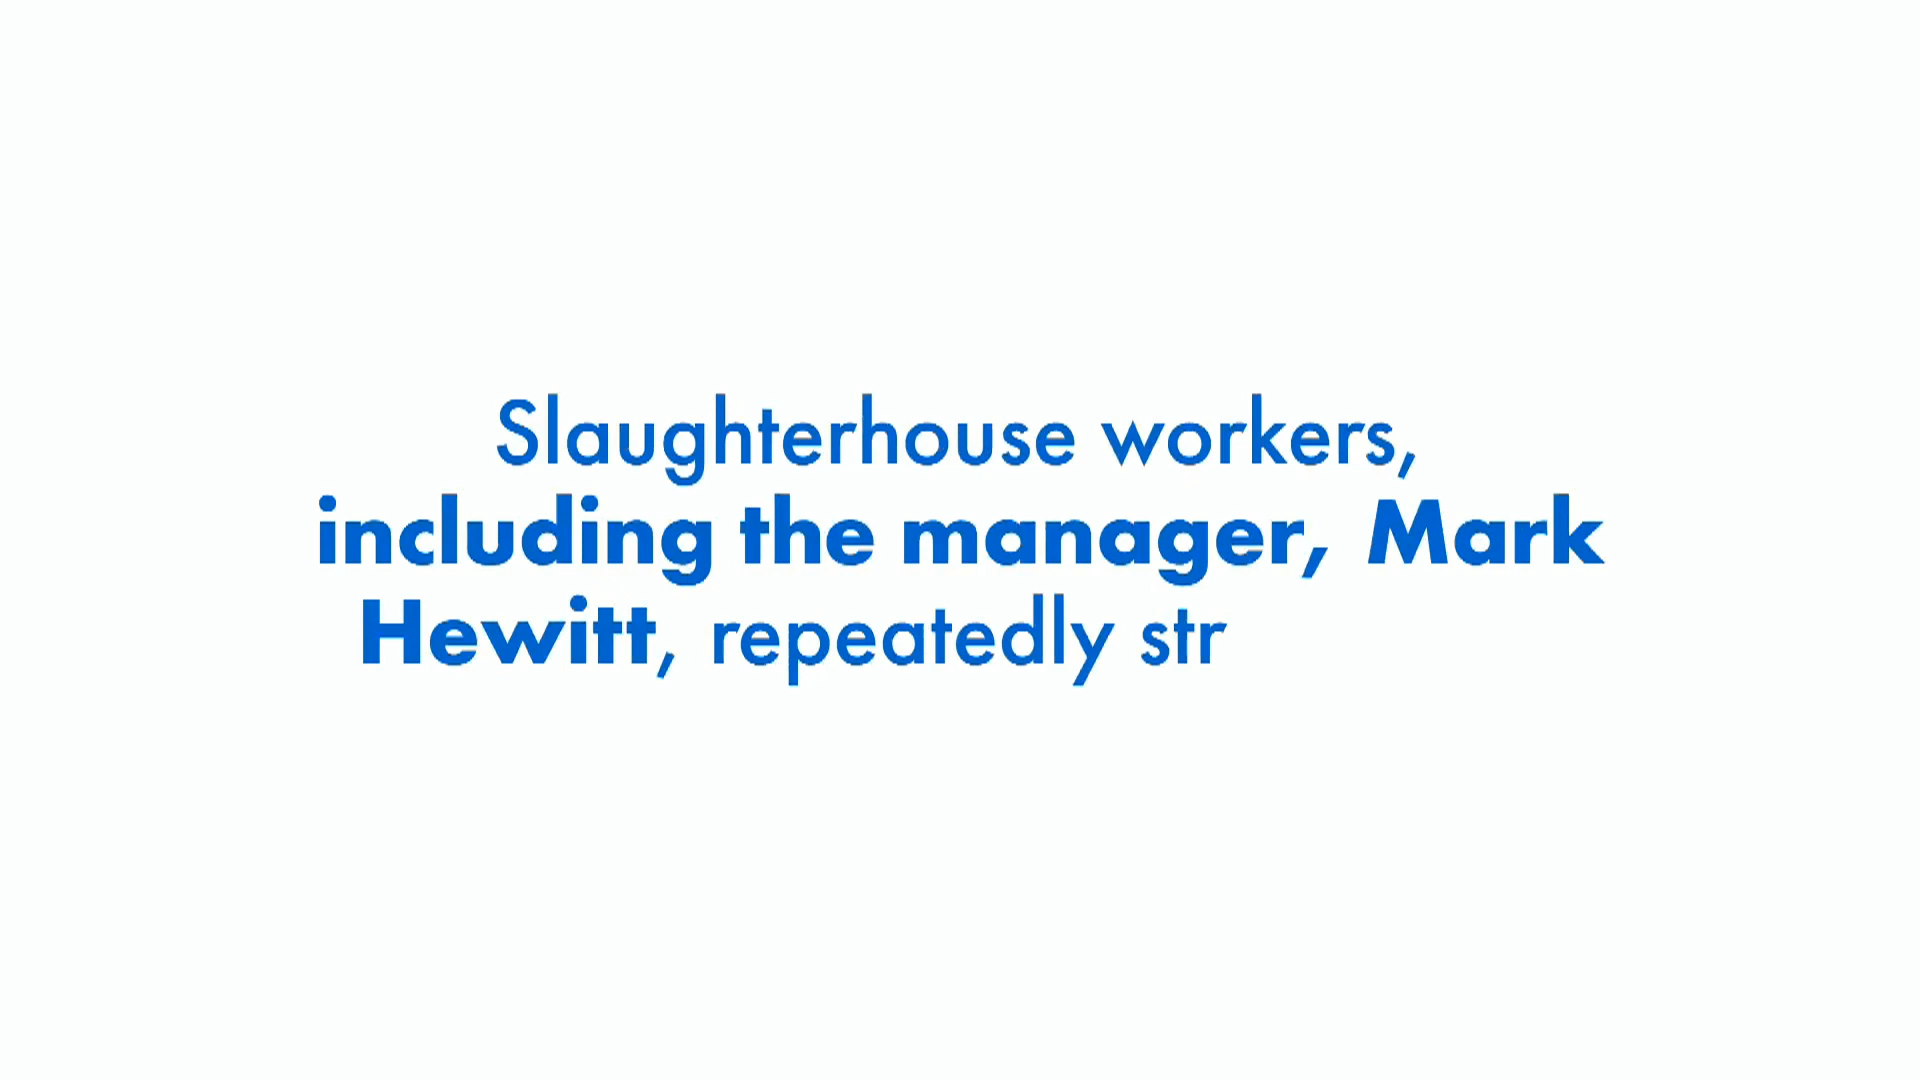 Slaughterhouse workers,
including the manager, Mark
Hewitt, repeatedly str